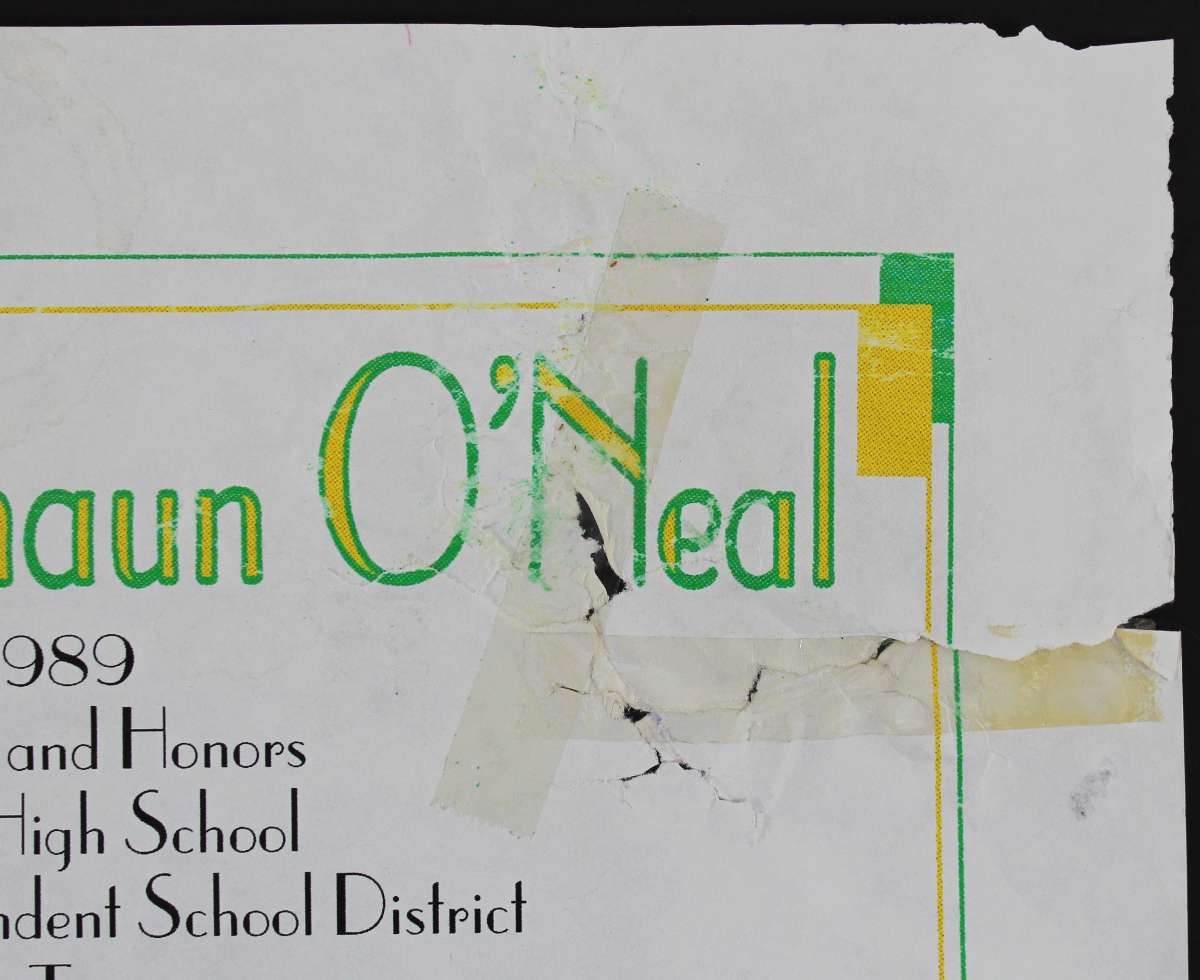 haun O'Neal
989
and Honors
High School
ndent School District